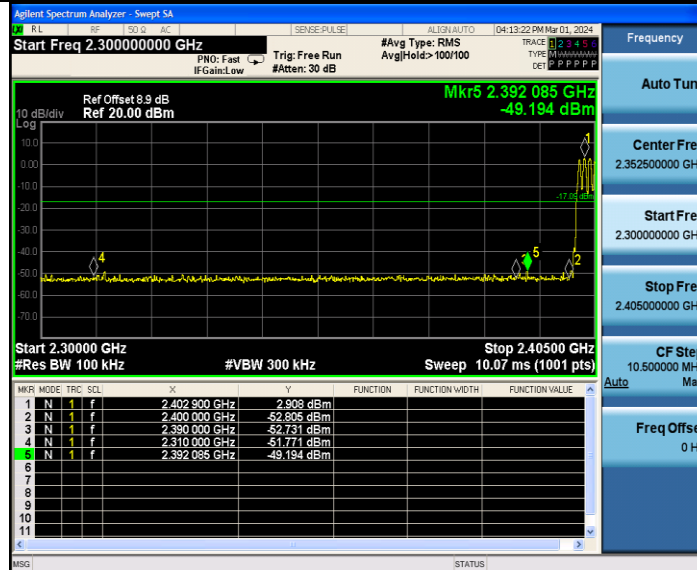 Agilent Spectrum Analyzer - Swept SA
RL RF 50 Ω AC SENSE:PULSE ALIGN AUTO 04:13:22 PM Mar 01, 2024
Start Freq 2.300000000 GHz #Avg Type: RMS TRACE 1 2 3 4 5 6 Frequency
PNO: Fast Trig: Free Run Avg|Hold:> 100/100 TYPE M
IFGain:Low #Atten: 30 dB DET P P P P P P
Auto Tun
Mkr5 2.392 085 GHz
Ref Offset 8.9 dB -49.194 dBm
10 dB/div Ref 20.00 dBm
Log
10.0 1
0.00
-10.0
-17.09 dBm
-20.0
-30.0
-40.0
4 5 2
-50.0
-60.0
-70.0
Center Fre
2.352500000 GH
Start Fre
2.300000000 GH
Stop Fre
2.405000000 GH
Start 2.30000 GHz Stop 2.40500 GHz
#Res BW 100 kHz #VBW 300 kHz Sweep 10.07 ms (1001 pts)
CF Ste
10.500000 MH
Auto Ma
Freq Offse
0 H
MKR MODE TRC SCL X Y FUNCTION FUNCTION WIDTH FUNCTION VALUE
1 N 1 f 2.402 900 GHz 2.908 dBm
2 N 1 f 2.400 000 GHz -52.805 dBm
3 N 1 f 2.390 000 GHz -52.731 dBm
4 N 1 f 2.310 000 GHz -51.771 dBm
5 N 1 f 2.392 085 GHz -49.194 dBm
6
7
8
9
10
11
MSG STATUS